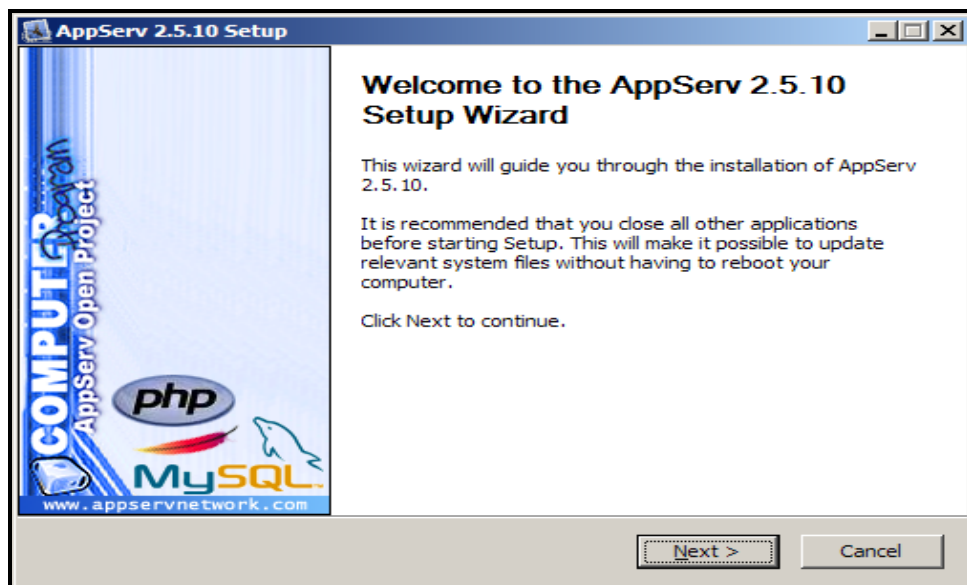 AppServ 2.5.10 Setup
Welcome to the AppServ 2.5.10
Setup Wizard
This wizard will guide you through the installation of AppServ
2.5.10.
It is recommended that you close all other applications
before starting Setup. This will make it possible to update
relevant system files without having to reboot your
computer.
Click Next to continue.
COMPUTER
Program
AppServ Open Project
php
MySQL
www.appservnetwork.com
Next >
Cancel